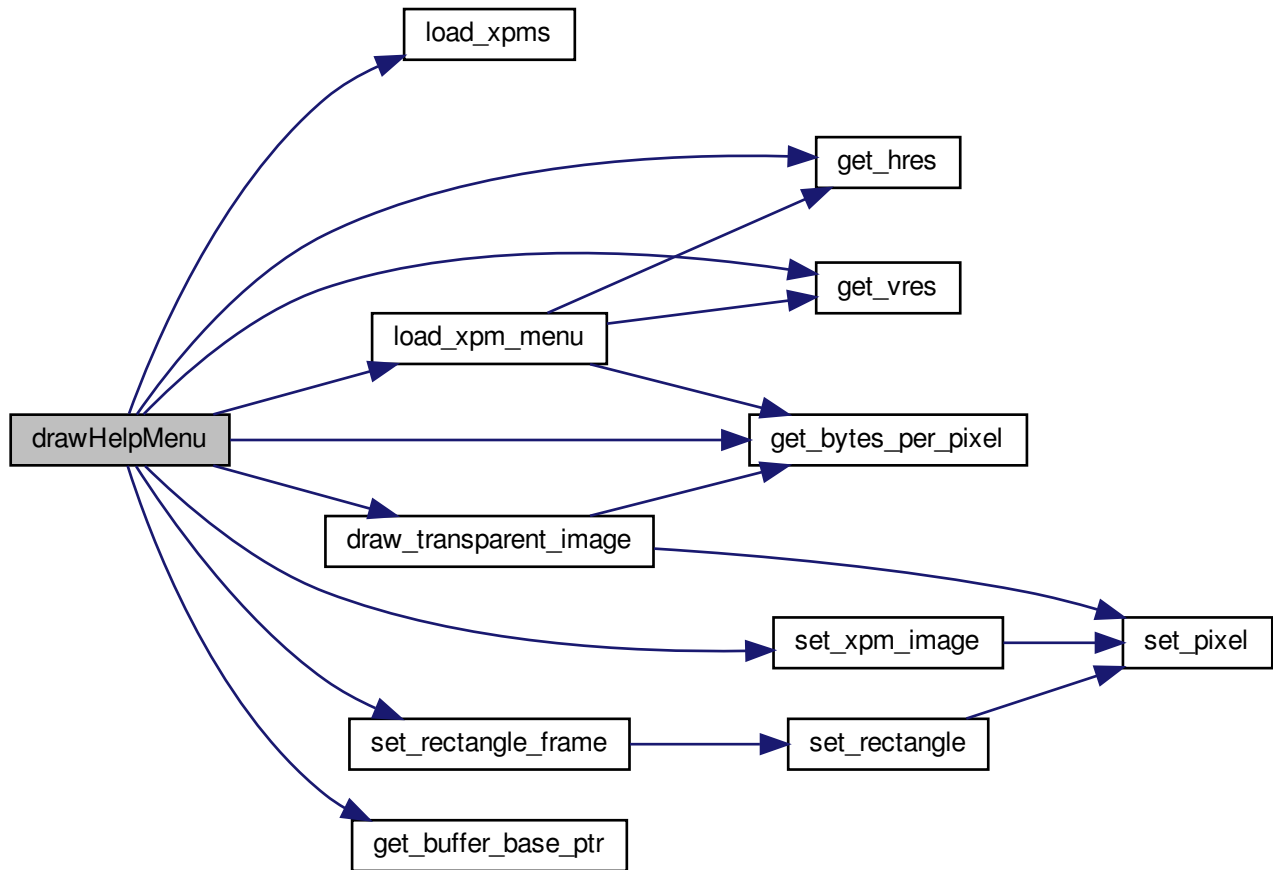 load_xpms
get_hres
get_vres
load_xpm_menu
drawHelpMenu
get_bytes_per_pixel
draw_transparent_image
set_xpm_image
set_pixel
set_rectangle_frame
set_rectangle
get_buffer_base_ptr